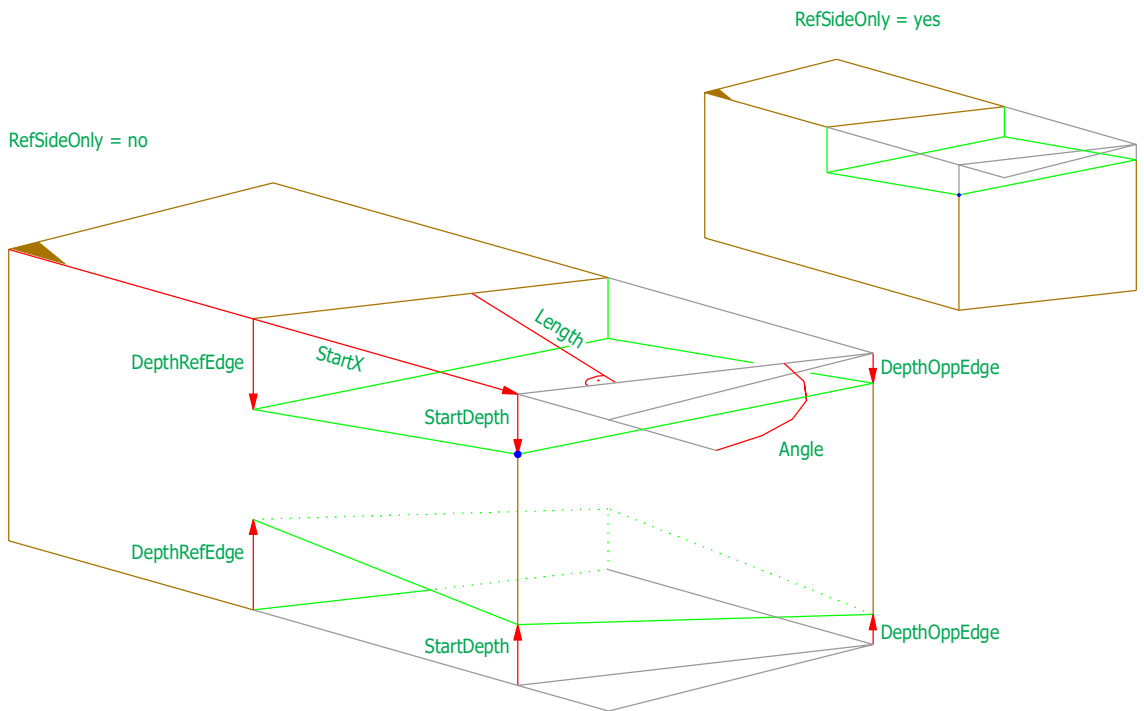 RefSideOnly = yes
RefSideOnly = no
Length
StartX
DepthRefEdge
DepthOppEdge
StartDepth
Angle
DepthRefEdge
StartDepth
DepthOppEdge